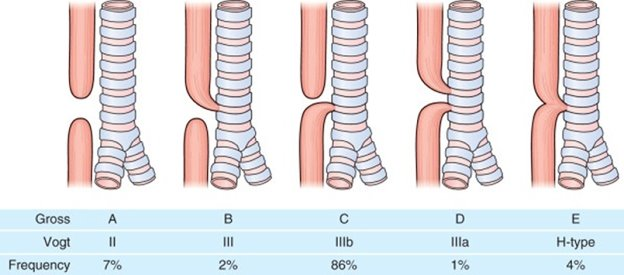 Gross A B C D E
Vogt II III IIIb IIIa H-type
Frequency 7% 2% 86% 1% 4%